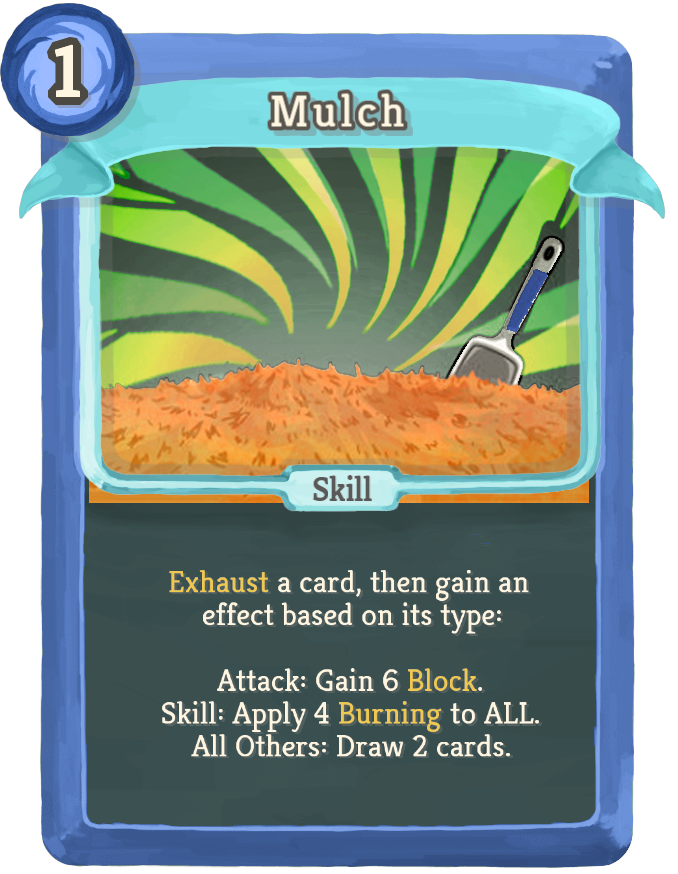 1
Mulch
Skill
Exhaust a card, then gain an
effect based on its type:
Attack: Gain 6 Block.
Skill: Apply 4 Burning to ALL.
All Others: Draw 2 cards.